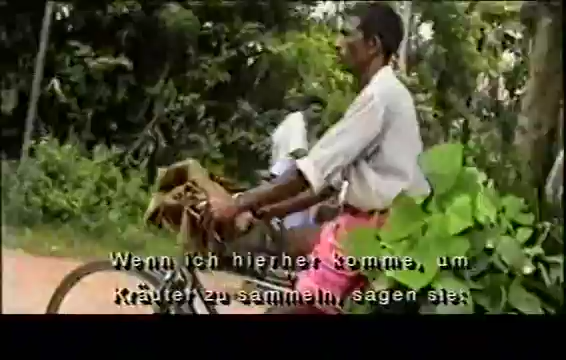 Wenn ich hierher komme, um
Kräuter zu sammeln, sagen sie: